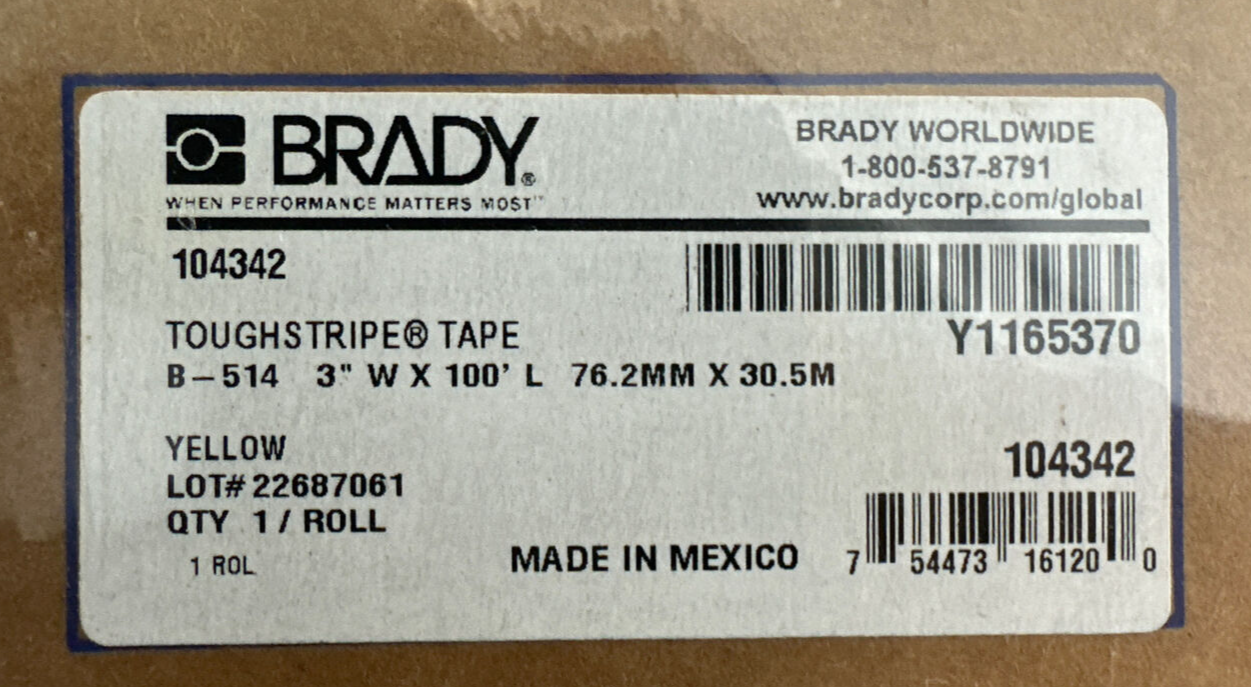 BRADY®
WHEN PERFORMANCE MATTERS MOST™
BRADY WORLDWIDE
1-800-537-8791
www.bradycorp.com/global
104342
Y1165370
TOUGHSTRIPE® TAPE
B-514 3" W X 100' L 76.2MM X 30.5M
YELLOW
LOT# 22687061
QTY 1 / ROLL
1 ROL
MADE IN MEXICO
104342
7 54473 16120 0